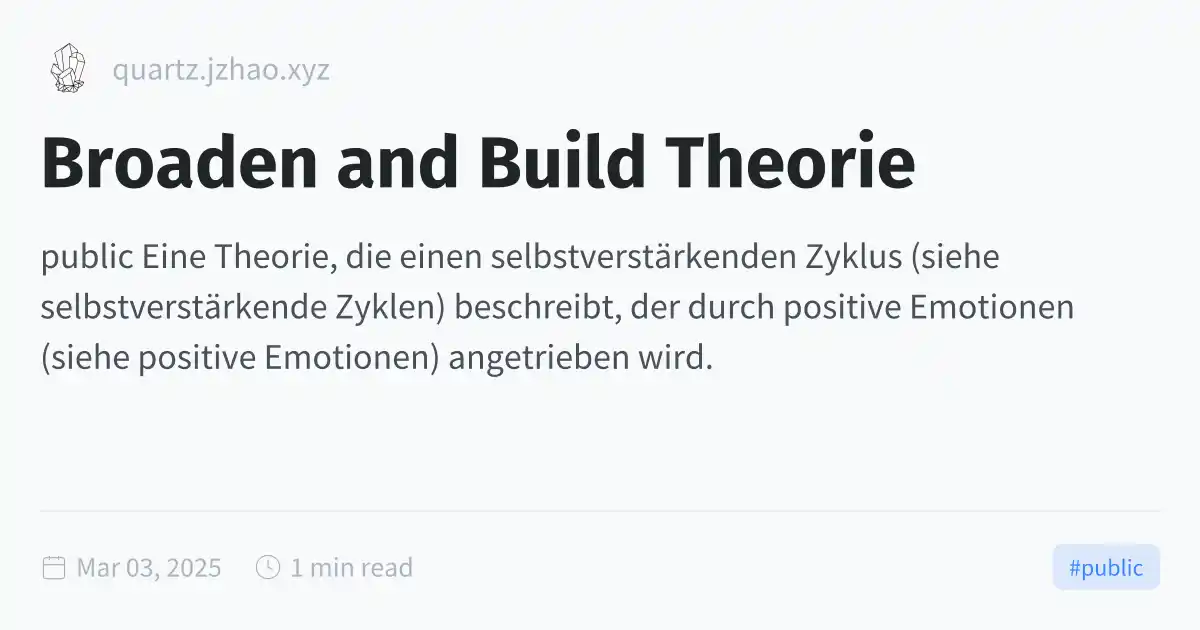 quartz.jzhao.xyz
Broaden and Build Theorie
public Eine Theorie, die einen selbstverstärkenden Zyklus (siehe
selbstverstärkende Zyklen) beschreibt, der durch positive Emotionen
(siehe positive Emotionen) angetrieben wird.
Mar 03, 2025 1 min read #public